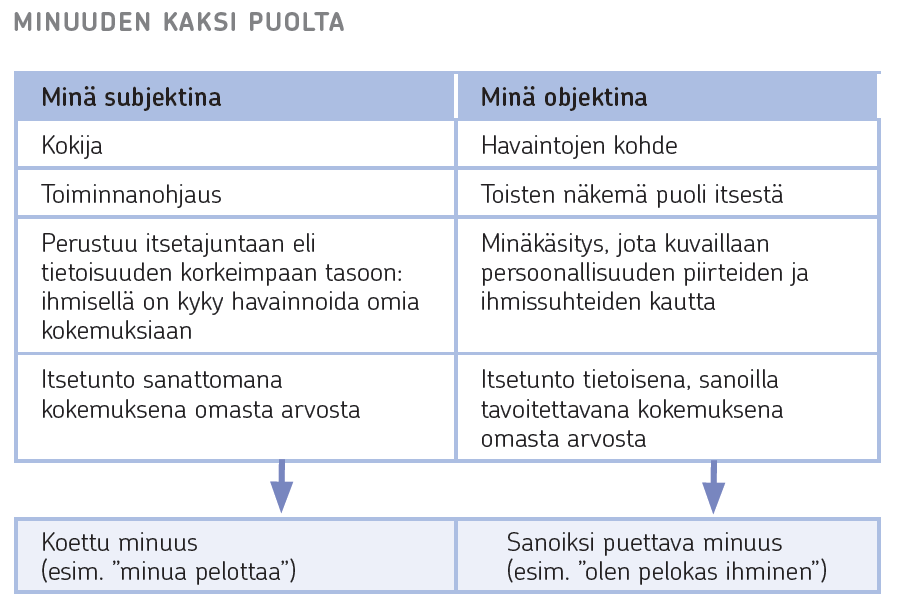 MINUUDEN KAKSI PUOLTA
Minä subjektina
Minä objektina
Kokija
Havaintojen kohde
Toiminnanohjaus
Toisten näkemä puoli itsestä
Perustuu itsetajuntaan eli
tietoisuuden korkeimpaan tasoon:
ihmisellä on kyky havainnoida omia
kokemuksiaan
Minäkäsitys, jota kuvaillaan
persoonallisuuden piirteiden ja
ihmissuhteiden kautta
Itsetunto sanattomana
kokemuksena omasta arvosta
Itsetunto tietoisena, sanoilla
tavoitettavana kokemuksena
omasta arvosta
Koettu minuus
(esim. ”minua pelottaa”)
Sanoiksi puettava minuus
(esim. ”olen pelokas ihminen”)